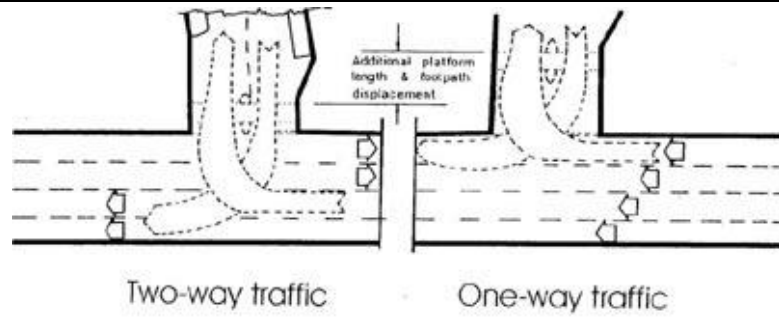 Additional platform
length & footpath
displacement
Two-way traffic
One-way traffic